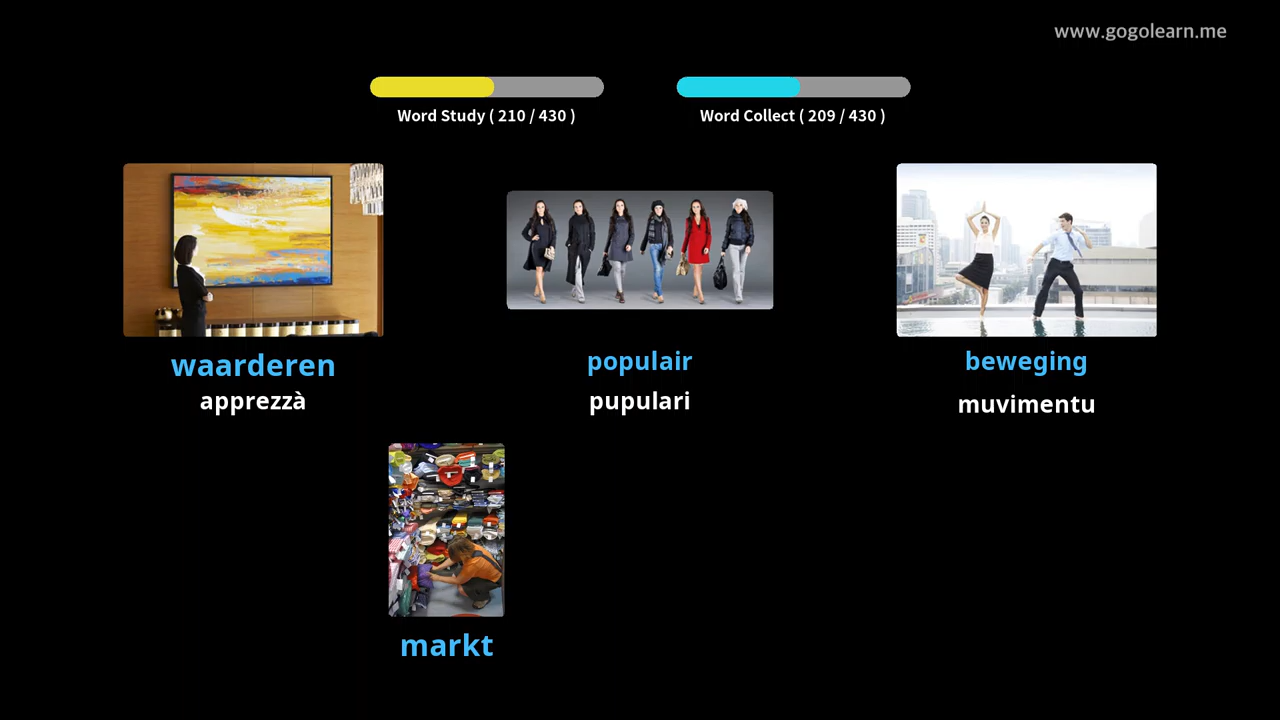 www.gogolearn.me
Word Study ( 210 / 430 )
Word Collect ( 209 / 430 )
waarderen
apprezzà
populair
pupulari
beweging
muvimentu
markt